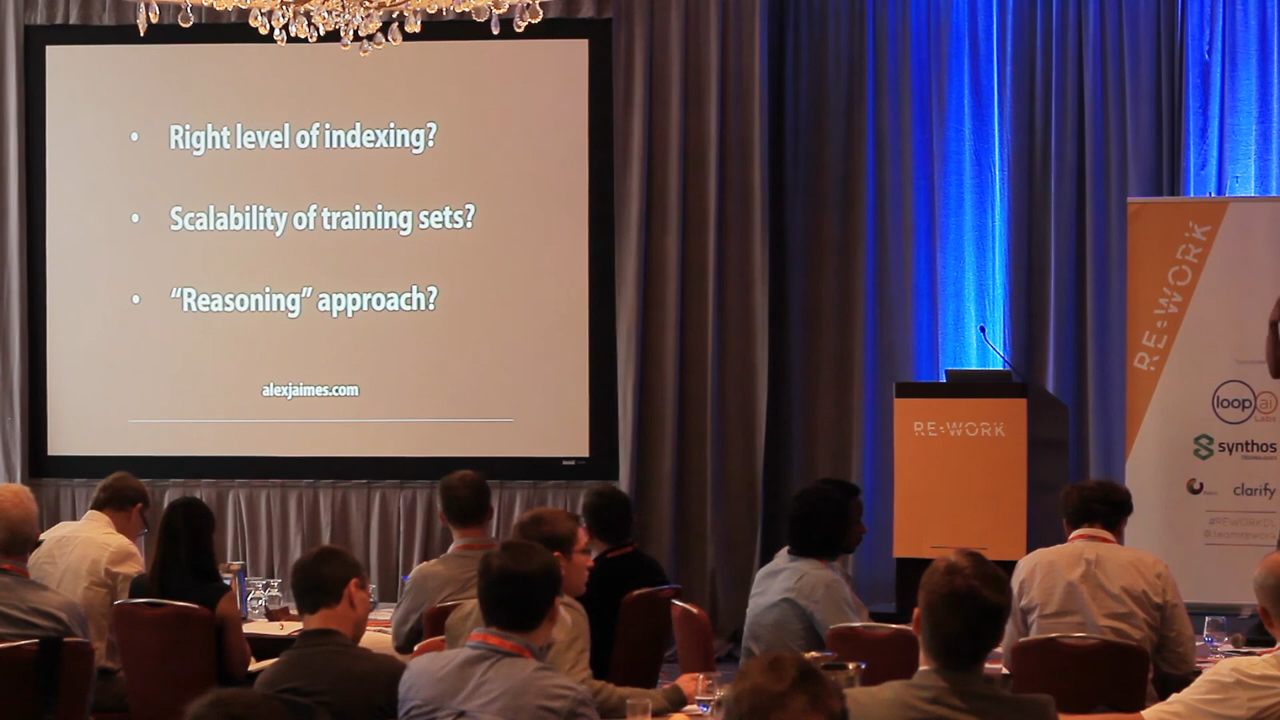 • Right level of indexing?
• Scalability of training sets?
• “Reasoning” approach?
alexjaimes.com
RE•WORK
RE•WORK
loop ai
Labs
synthos
clarify